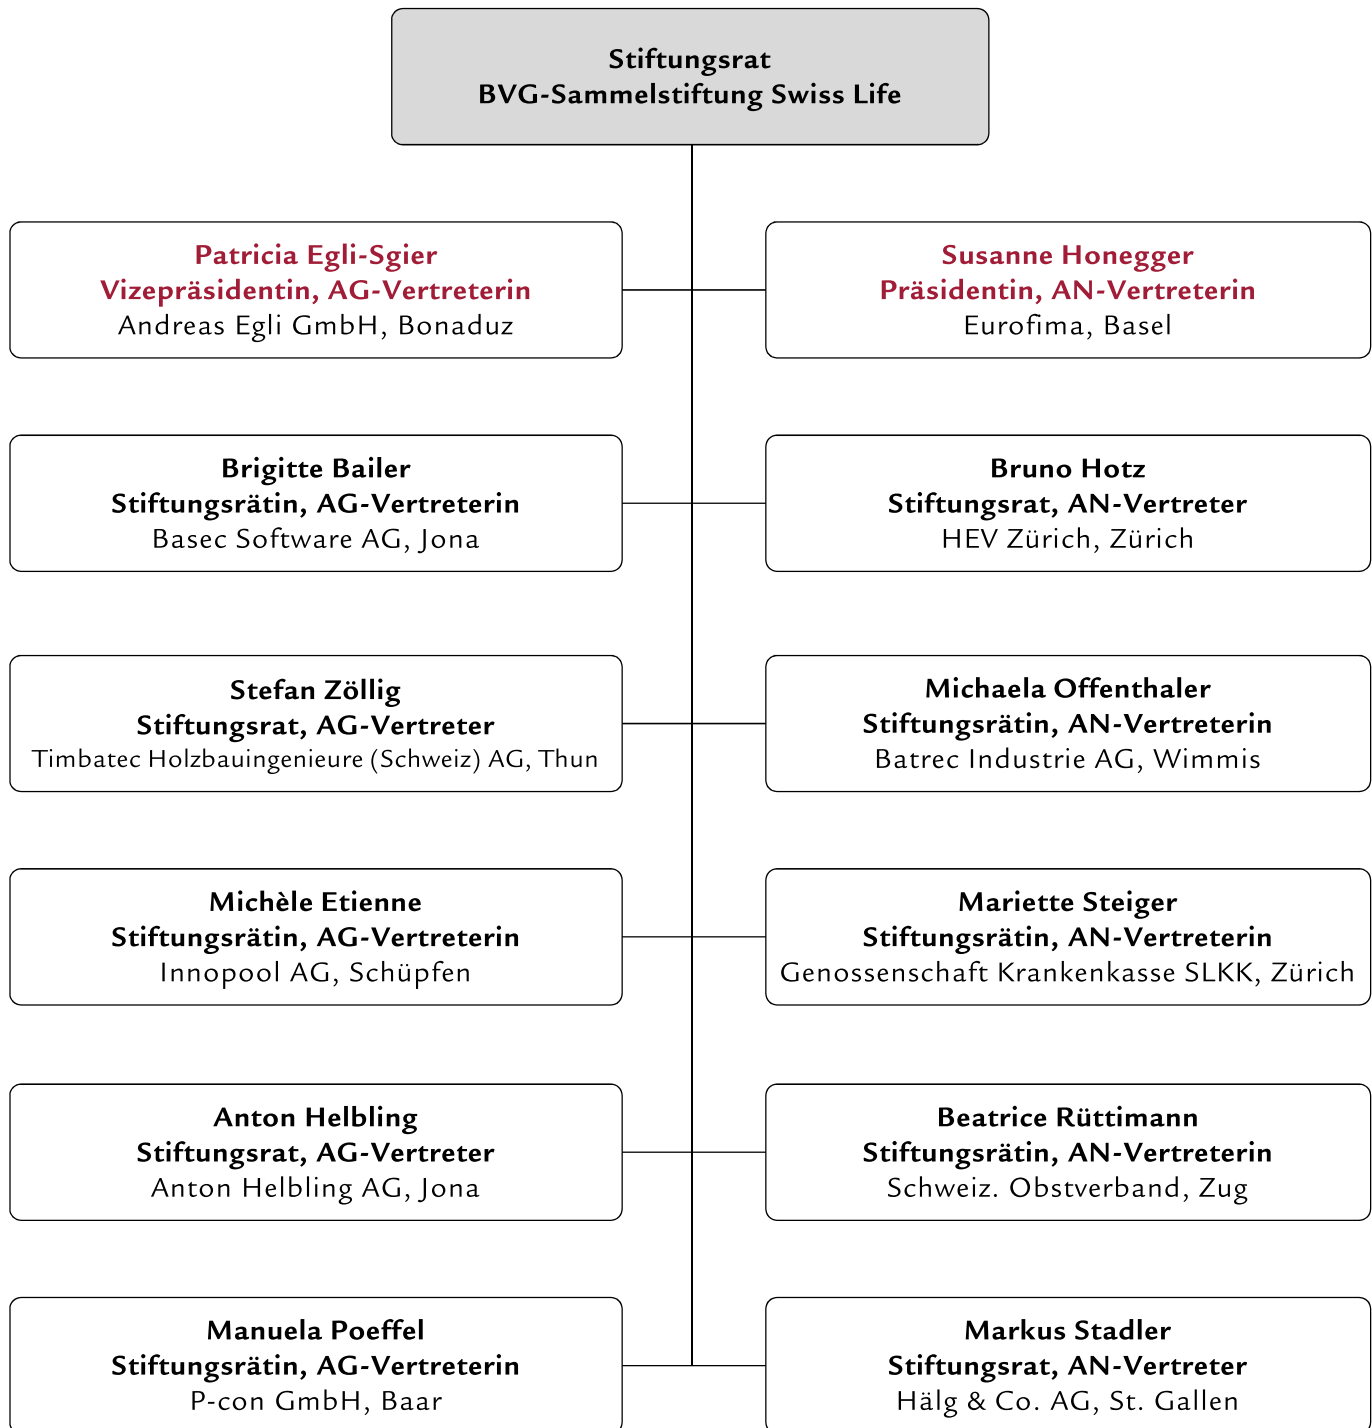 Stiftungsrat
BVG-Sammelstiftung Swiss Life
Patricia Egli-Sgier
Vizepräsidentin, AG-Vertreterin
Andreas Egli GmbH, Bonaduz
Susanne Honegger
Präsidentin, AN-Vertreterin
Eurofima, Basel
Brigitte Bailer
Stiftungsrätin, AG-Vertreterin
Basec Software AG, Jona
Bruno Hotz
Stiftungsrat, AN-Vertreter
HEV Zürich, Zürich
Stefan Zöllig
Stiftungsrat, AG-Vertreter
Timbatec Holzbauingenieure (Schweiz) AG, Thun
Michaela Offenthaler
Stiftungsrätin, AN-Vertreterin
Batrec Industrie AG, Wimmis
Michèle Etienne
Stiftungsrätin, AG-Vertreterin
Innopool AG, Schüpfen
Mariette Steiger
Stiftungsrätin, AN-Vertreterin
Genossenschaft Krankenkasse SLKK, Zürich
Anton Helbling
Stiftungsrat, AG-Vertreter
Anton Helbling AG, Jona
Beatrice Rüttimann
Stiftungsrätin, AN-Vertreterin
Schweiz. Obstverband, Zug
Manuela Poeffel
Stiftungsrätin, AG-Vertreterin
P-con GmbH, Baar
Markus Stadler
Stiftungsrat, AN-Vertreter
Hälg & Co. AG, St. Gallen